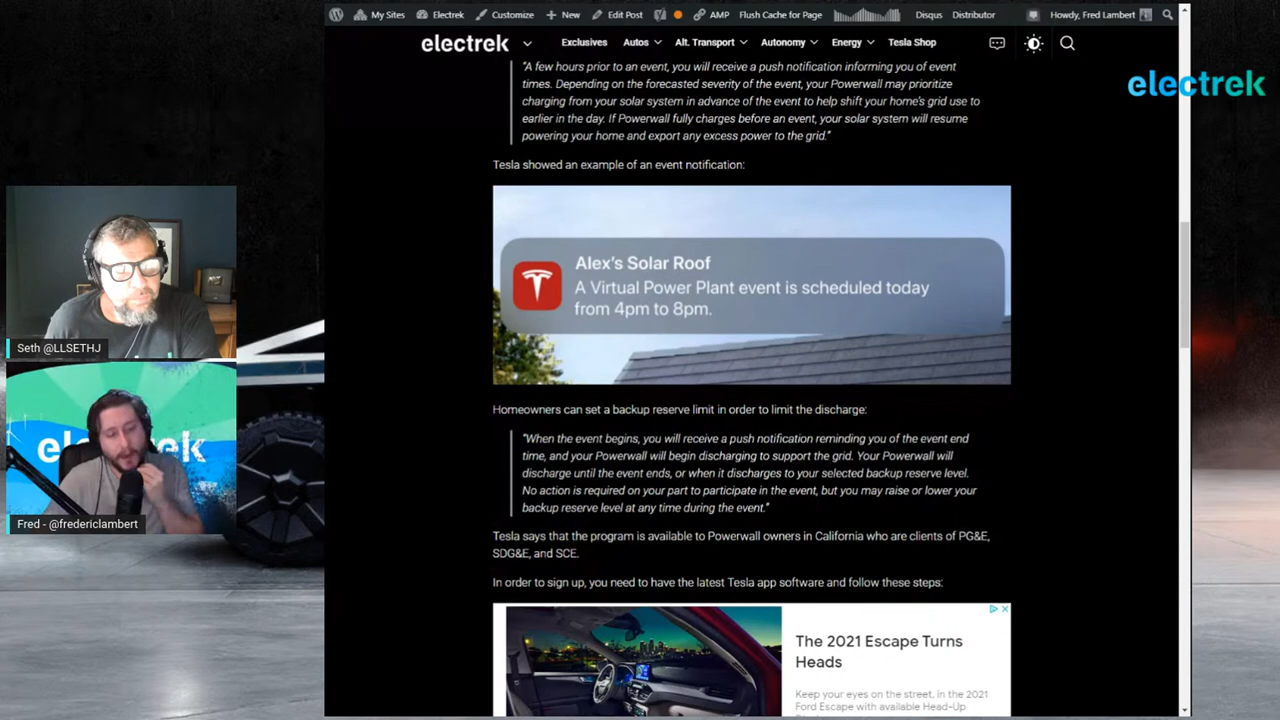 My Sites
Electrek
Customize
New
Edit Post
AMP
Flush Cache for Page
Disqus
Distributor
Howdy, Fred Lambert
electrek
Exclusives
Autos
Alt. Transport
Autonomy
Energy
Tesla Shop
electrek
"A few hours prior to an event, you will receive a push notification informing you of event
times. Depending on the forecasted severity of the event, your Powerwall may prioritize
charging from your solar system in advance of the event to help shift your home's grid use to
earlier in the day. If Powerwall fully charges before an event, your solar system will resume
powering your home and export any excess power to the grid."
Tesla showed an example of an event notification:
Alex's Solar Roof
A Virtual Power Plant event is scheduled today
from 4pm to 8pm.
Homeowners can set a backup reserve limit in order to limit the discharge:
"When the event begins, you will receive a push notification reminding you of the event end
time, and your Powerwall will begin discharging to support the grid. Your Powerwall will
discharge until the event ends, or when it discharges to your selected backup reserve level.
No action is required on your part to participate in the event, but you may raise or lower your
backup reserve level at any time during the event."
Tesla says that the program is available to Powerwall owners in California who are clients of PG&E,
SDG&E, and SCE.
In order to sign up, you need to have the latest Tesla app software and follow these steps:
The 2021 Escape Turns
Heads
Keep your eyes on the street, in the 2021
Ford Escape with available Head-Up
Seth @LLSETHJ
Fred - @fredericlambert